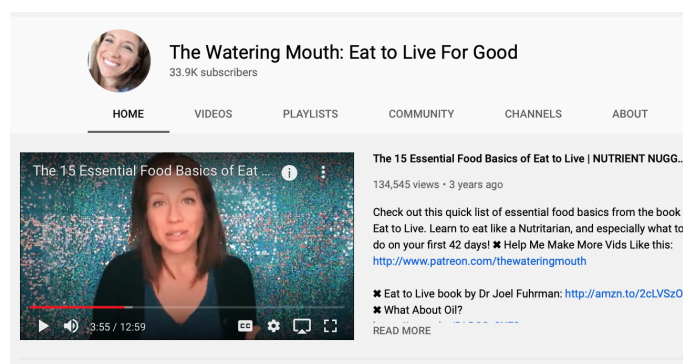 The Watering Mouth: Eat to Live For Good
33.9K subscribers
HOME VIDEOS PLAYLISTS COMMUNITY CHANNELS ABOUT
The 15 Essential Food Basics of Eat ...
3:55 / 12:59
CC
The 15 Essential Food Basics of Eat to Live | NUTRIENT NUGG...
134,545 views • 3 years ago
Check out this quick list of essential food basics from the book
Eat to Live. Learn to eat like a Nutritarian, and especially what to
do on your first 42 days! ✖ Help Me Make More Vids Like this:
http://www.patreon.com/thewateringmouth
✖ Eat to Live book by Dr Joel Fuhrman: http://amzn.to/2cLVSzO
✖ What About Oil?
READ MORE